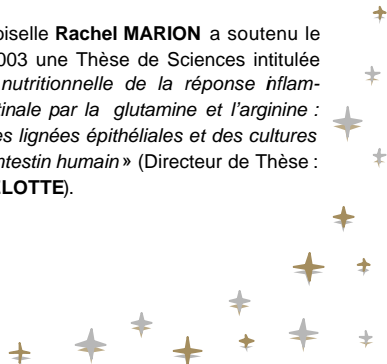 oiselle Rachel MARION a soutenu le
003 une Thèse de Sciences intitulée
nutritionnelle de la réponse inflam-
tinale par la glutamine et l'arginine :
es lignées épithéliales et des cultures
ntestin humain» (Directeur de Thèse :
ELOTTE).